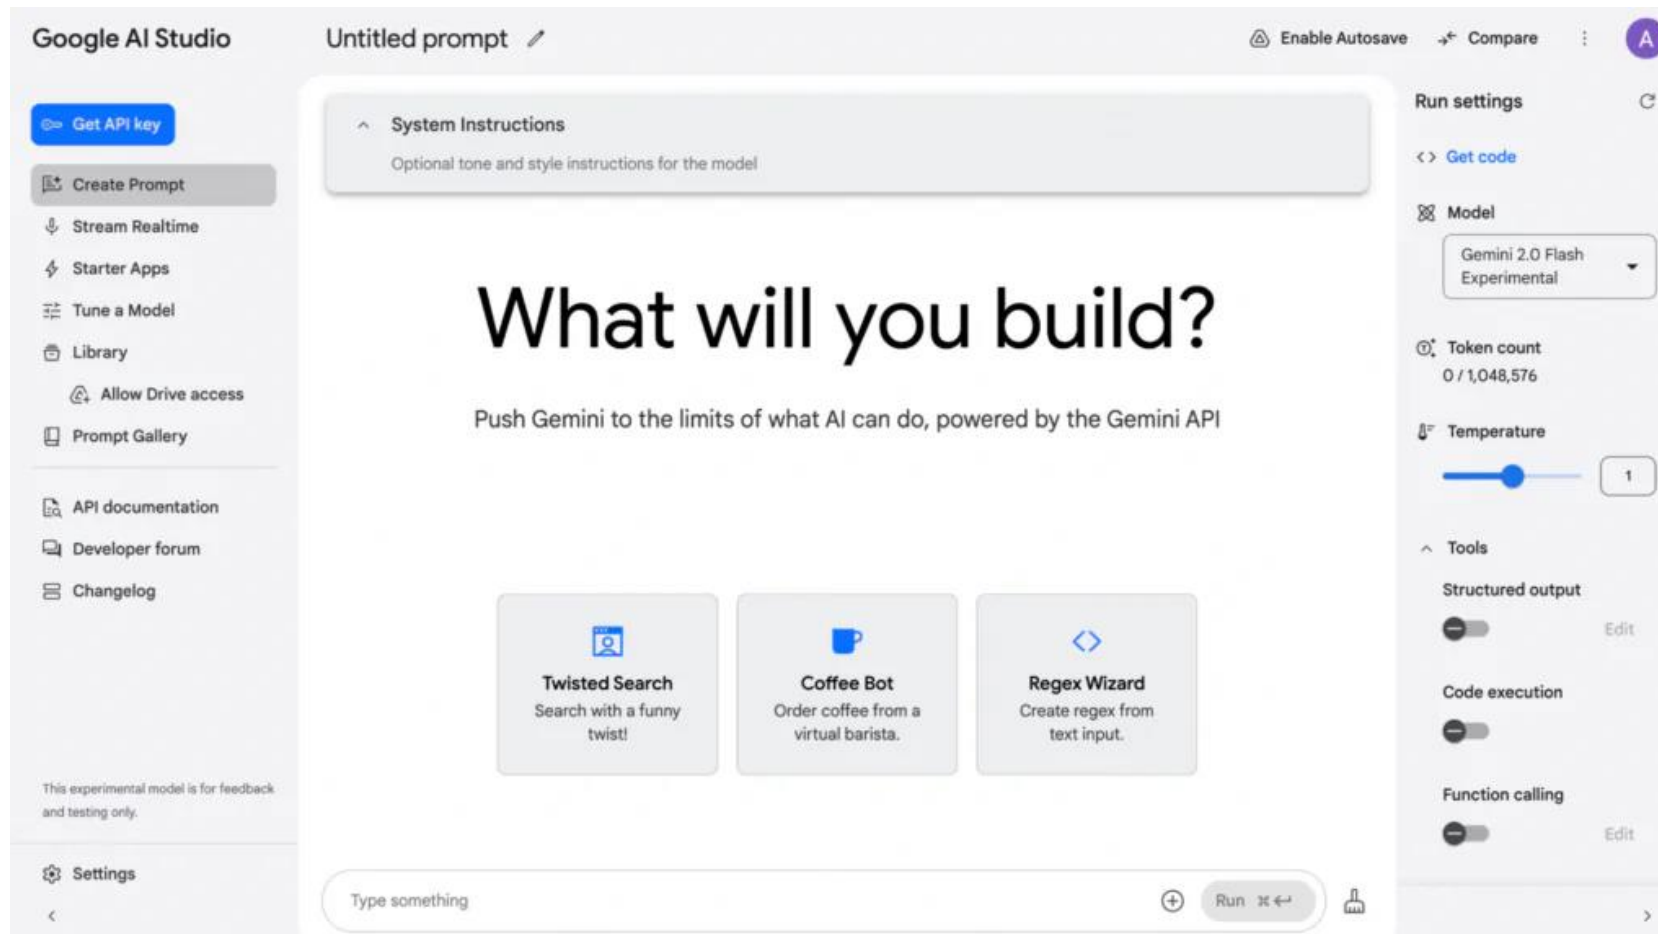 Google AI Studio
Untitled prompt
Enable Autosave
Compare
A
Get API key
Create Prompt
Stream Realtime
Starter Apps
Tune a Model
Library
Allow Drive access
Prompt Gallery
API documentation
Developer forum
Changelog
This experimental model is for feedback
and testing only.
Settings
System Instructions
Optional tone and style instructions for the model
What will you build?
Push Gemini to the limits of what AI can do, powered by the Gemini API
Twisted Search
Search with a funny
twist!
Coffee Bot
Order coffee from a
virtual barista.
Regex Wizard
Create regex from
text input.
Type something
Run ⌘↩
Run settings
Get code
Model
Gemini 2.0 Flash
Experimental
Token count
0 / 1,048,576
Temperature
1
Tools
Structured output
Edit
Code execution
Function calling
Edit